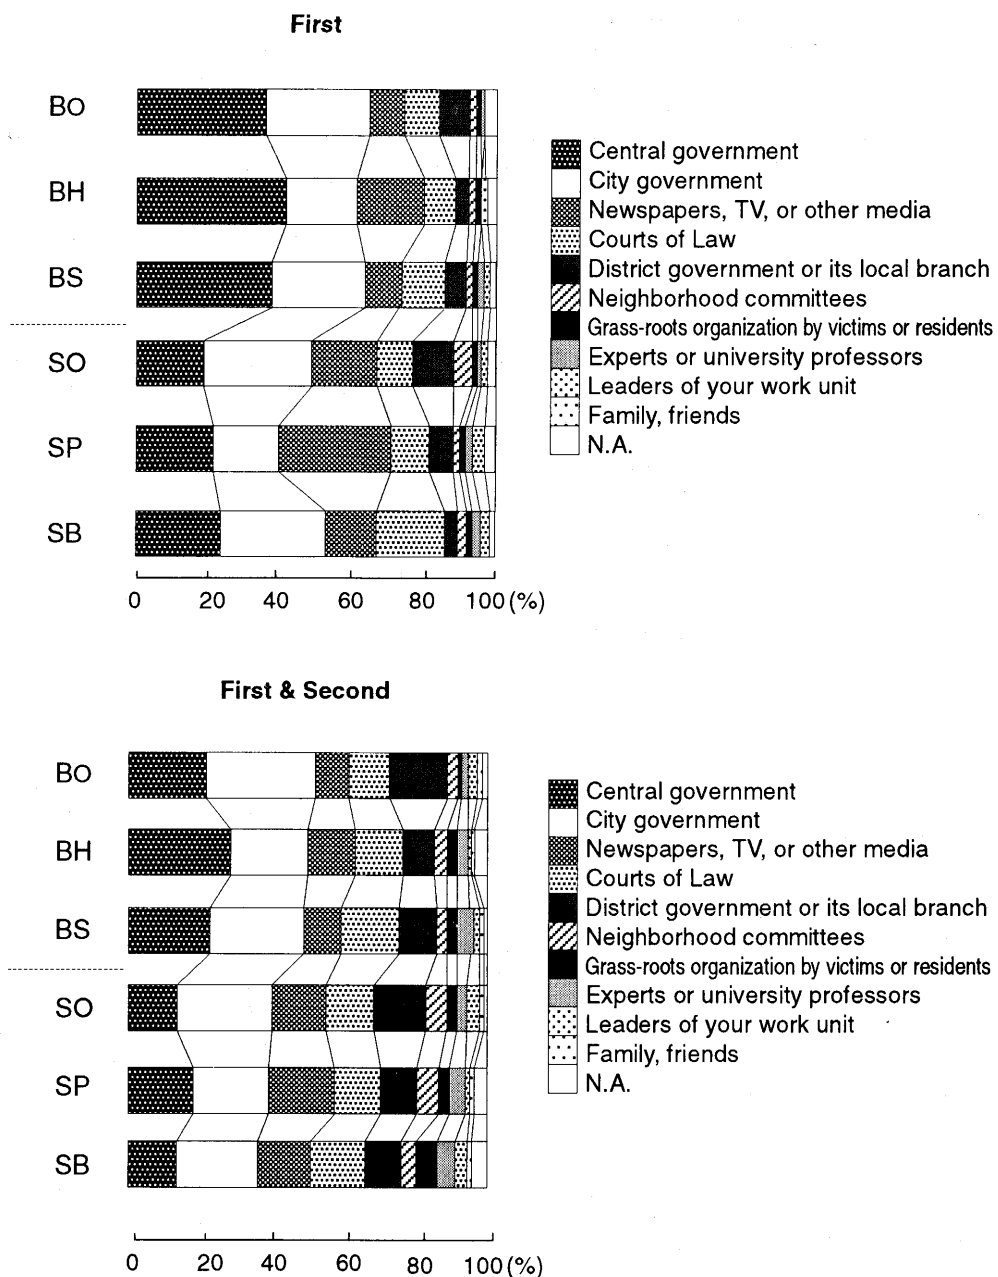 First
BO
BH
BS
SO
SP
SB
0 20 40 60 80 100 (%)
Central government
City government
Newspapers, TV, or other media
Courts of Law
District government or its local branch
Neighborhood committees
Grass-roots organization by victims or residents
Experts or university professors
Leaders of your work unit
Family, friends
N.A.
First & Second
BO
BH
BS
SO
SP
SB
0 20 40 60 80 100 (%)
Central government
City government
Newspapers, TV, or other media
Courts of Law
District government or its local branch
Neighborhood committees
Grass-roots organization by victims or residents
Experts or university professors
Leaders of your work unit
Family, friends
N.A.